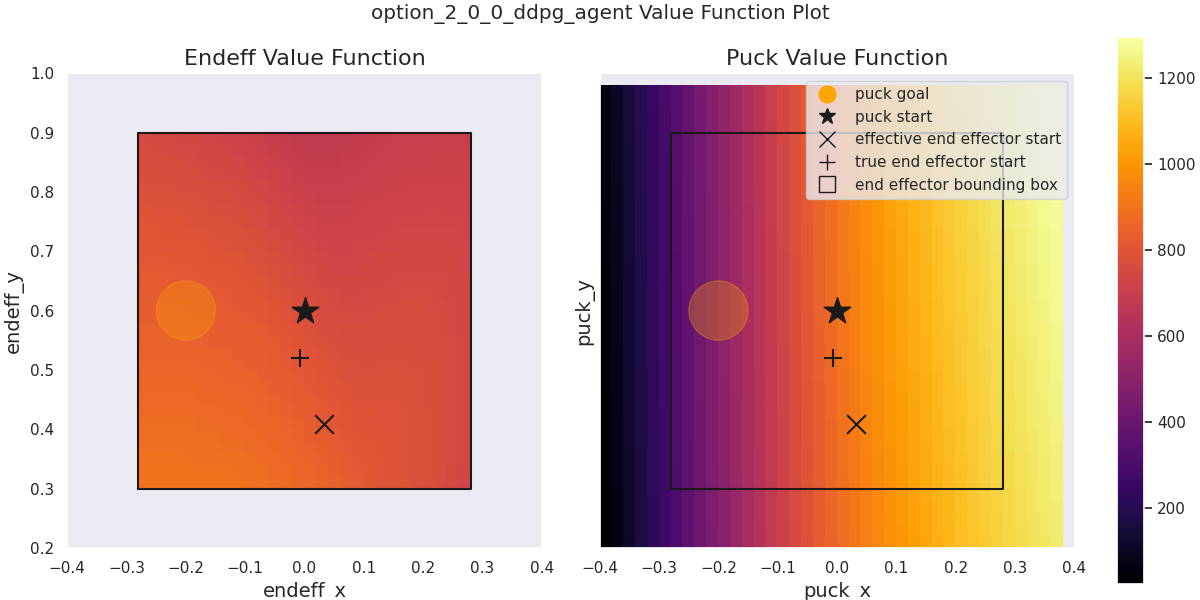 option_2_0_0_ddpg_agent Value Function Plot
Endeff Value Function
Puck Value Function
1.0
0.9
0.8
0.7
0.6
0.5
0.4
0.3
0.2
endeff_y
−0.4 −0.3 −0.2 −0.1 0.0 0.1 0.2 0.3 0.4
endeff_x
puck goal
puck start
effective end effector start
true end effector start
end effector bounding box
puck_y
−0.4 −0.3 −0.2 −0.1 0.0 0.1 0.2 0.3 0.4
puck_x
1200
1000
800
600
400
200